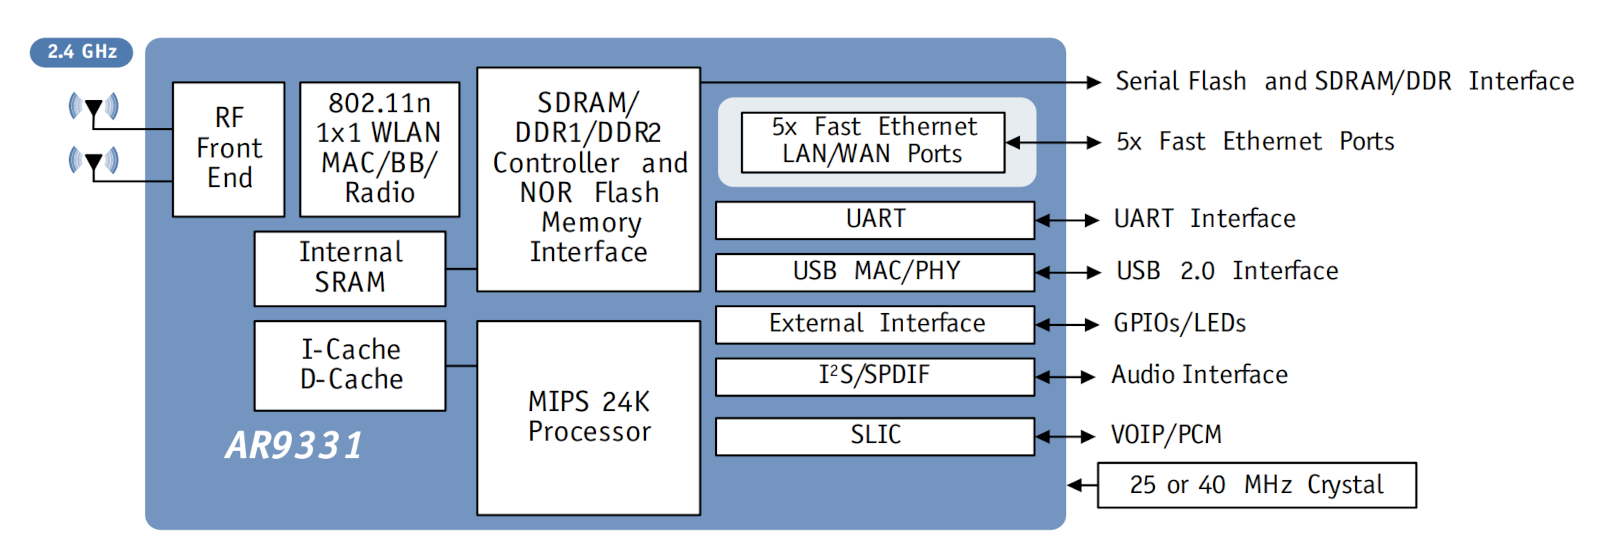 2.4 GHz
RF
Front
End
802.11n
1x1 WLAN
MAC/BB/
Radio
SDRAM/
DDR1/DDR2
Controller and
NOR Flash
Memory
Interface
Internal
SRAM
I-Cache
D-Cache
MIPS 24K
Processor
AR9331
5x Fast Ethernet
LAN/WAN Ports
UART
USB MAC/PHY
External Interface
I²S/SPDIF
SLIC
Serial Flash and SDRAM/DDR Interface
5x Fast Ethernet Ports
UART Interface
USB 2.0 Interface
GPIOs/LEDs
Audio Interface
VOIP/PCM
25 or 40 MHz Crystal